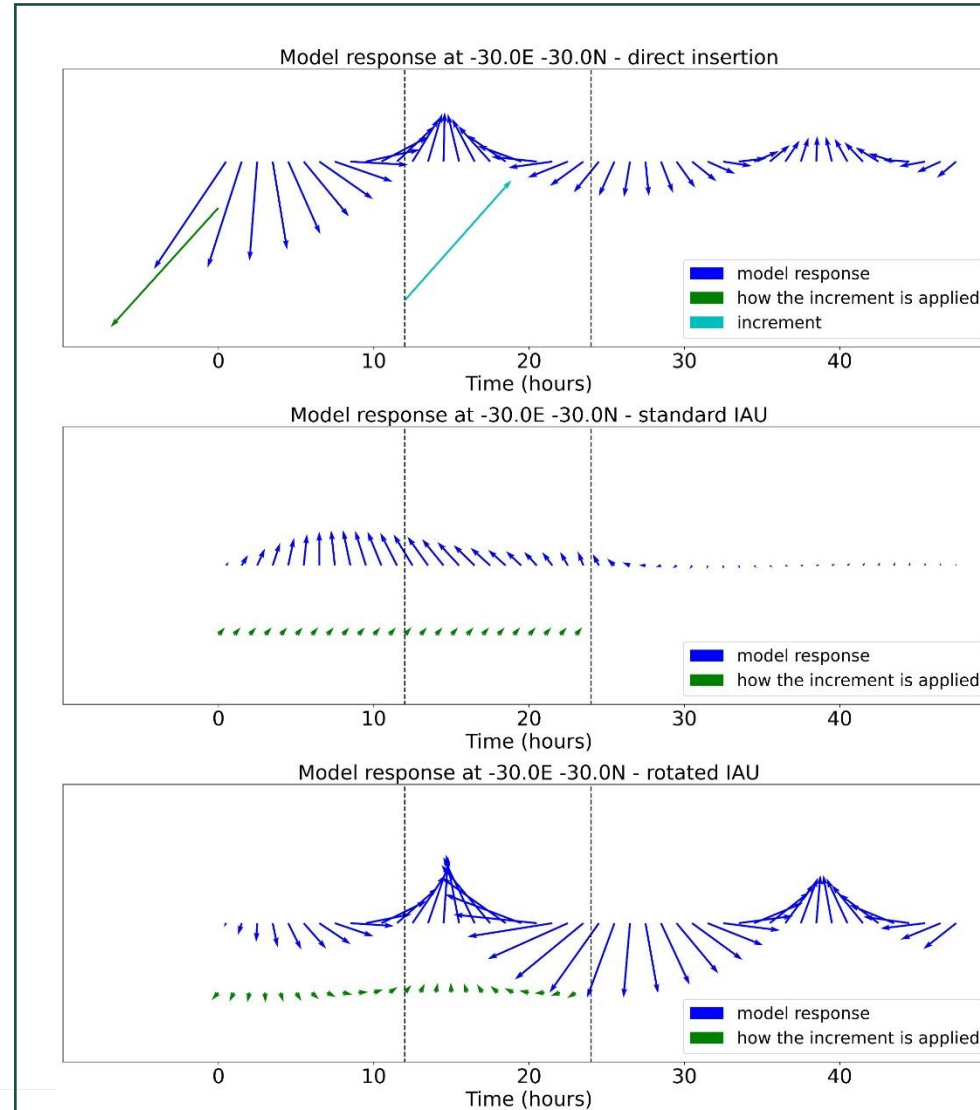 Model response at -30.0E -30.0N - direct insertion
model response
how the increment is applied
increment
0 10 20 30 40
Time (hours)
Model response at -30.0E -30.0N - standard IAU
model response
how the increment is applied
0 10 20 30 40
Time (hours)
Model response at -30.0E -30.0N - rotated IAU
model response
how the increment is applied
0 10 20 30 40
Time (hours)